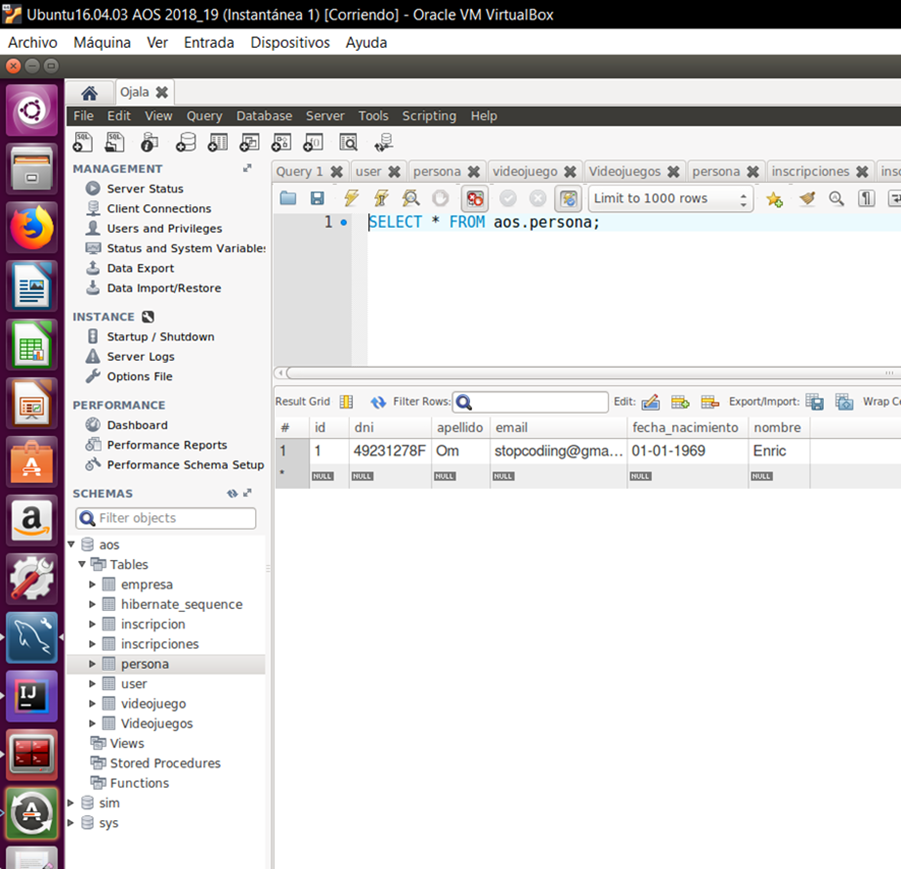 Ubuntu16.04.03 AOS 2018_19 (Instantánea 1) [Corriendo] - Oracle VM VirtualBox
Archivo Máquina Ver Entrada Dispositivos Ayuda
Ojala
File Edit View Query Database Server Tools Scripting Help
MANAGEMENT
Server Status
Client Connections
Users and Privileges
Status and System Variables
Data Export
Data Import/Restore
INSTANCE
Startup / Shutdown
Server Logs
Options File
PERFORMANCE
Dashboard
Performance Reports
Performance Schema Setup
SCHEMAS
Filter objects
aos
Tables
empresa
hibernate_sequence
inscripcion
inscripciones
persona
user
videojuego
Videojuegos
Views
Stored Procedures
Functions
sim
sys
Query 1 user persona videojuego Videojuegos persona inscripciones ins
Limit to 1000 rows
1 SELECT * FROM aos.persona;
Result Grid Filter Rows: Edit: Export/Import: Wrap Ce
# id dni apellido email fecha_nacimiento nombre
1 1 49231278F Om stopcodiing@gma... 01-01-1969 Enric
* NULL NULL NULL NULL NULL NULL